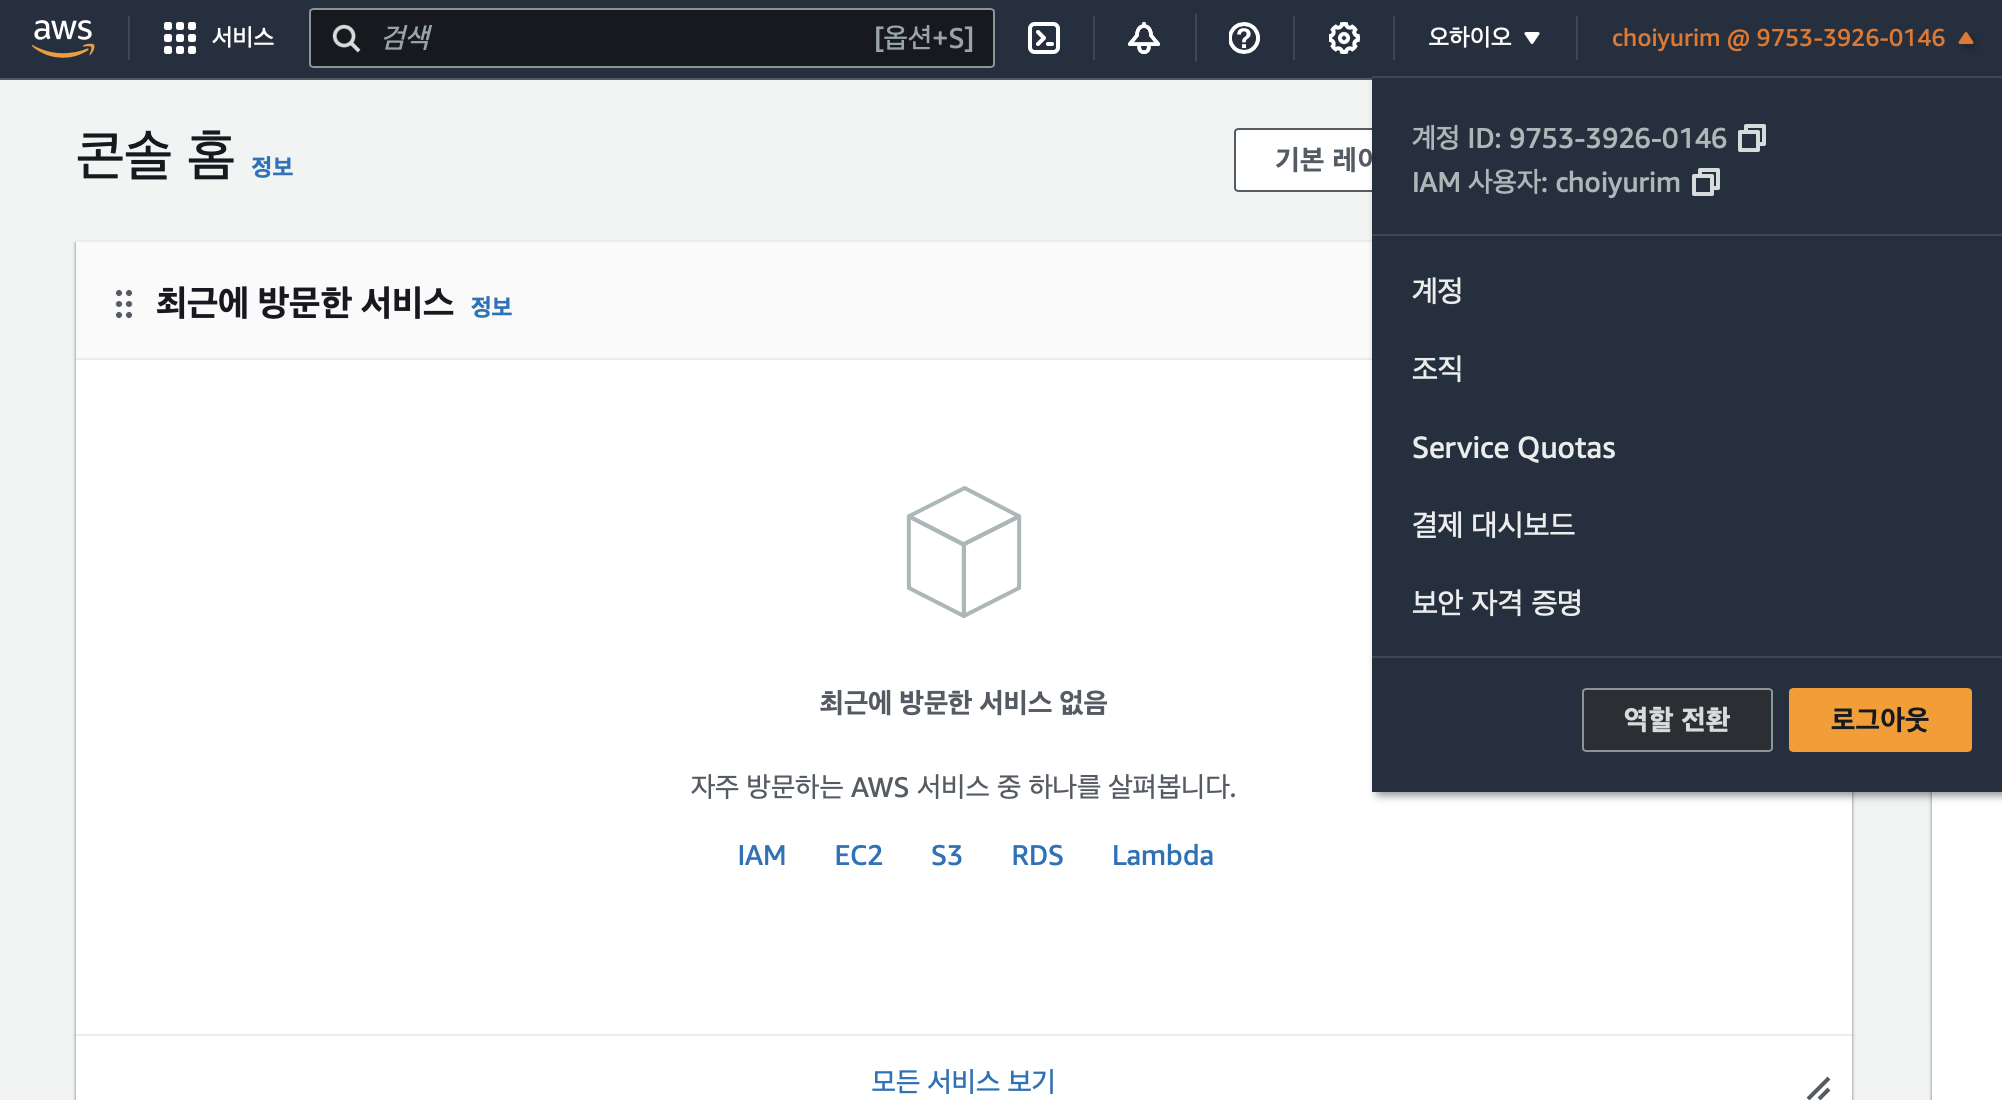 aws 서비스 검색 [옵션+S] 오하이오 choiyurim @ 9753-3926-0146
콘솔 홈 정보
기본 레이
계정 ID: 9753-3926-0146
IAM 사용자: choiyurim
계정
조직
Service Quotas
결제 대시보드
보안 자격 증명
역할 전환 로그아웃
최근에 방문한 서비스 정보
최근에 방문한 서비스 없음
자주 방문하는 AWS 서비스 중 하나를 살펴봅니다.
IAM EC2 S3 RDS Lambda
모든 서비스 보기